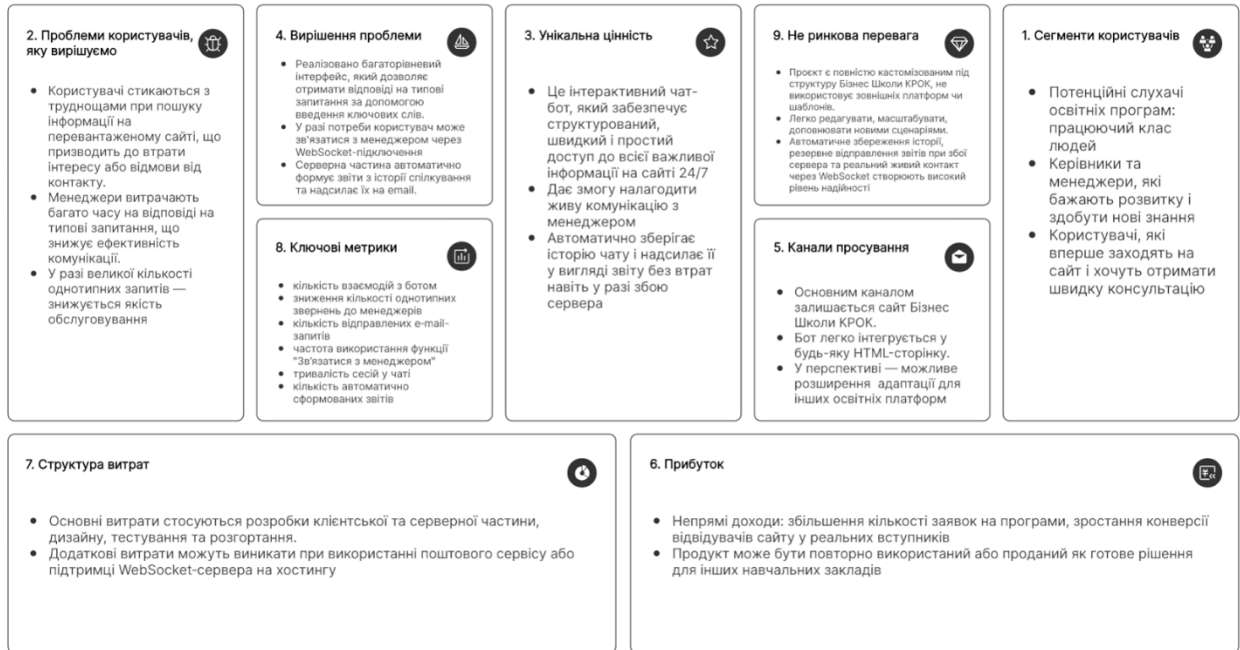 2. Проблеми користувачів,
яку вирішуємо
Користувачі стикаються з
труднощами при пошуку
інформації на
перевантаженому сайті, що
призводить до втрати
інтересу або відмови від
контакту.
Менеджери витрачають
багато часу на відповіді на
типові запитання, що
знижує ефективність
комунікації.
У разі великої кількості
однотипних запитів —
знижується якість
обслуговування
4. Вирішення проблеми
Реалізовано багаторівневий
інтерфейс, який дозволяє
отримати відповіді на типові
запитання за допомогою
введення ключових слів.
У разі потреби користувач може
зв'язатися з менеджером через
WebSocket-підключення
Серверна частина автоматично
формує звіти з історії спілкування
та надсилає їх на email.
8. Ключові метрики
кількість взаємодій з ботом
зниження кількості однотипних
звернень до менеджерів
кількість відправлених e-mail-
запитів
частота використання функції
"Зв'язатися з менеджером"
тривалість сесій у чаті
кількість автоматично
сформованих звітів
3. Унікальна цінність
Це інтерактивний чат-
бот, який забезпечує
структурований,
швидкий і простий
доступ до всієї важливої
інформації на сайті 24/7
Дає змогу налагодити
живу комунікацію з
менеджером
Автоматично зберігає
історію чату і надсилає її
у вигляді звіту без втрат
навіть у разі збою
сервера
9. Не ринкова перевага
Проєкт є повністю кастомізованим під
структуру Бізнес Школи КРОК, не
використовує зовнішніх платформ чи
шаблонів.
Легко редагувати, масштабувати,
доповнювати новими сценаріями.
Автоматичне збереження історії,
резервне відправлення звітів при збої
сервера та реальний живий контакт
через WebSocket створюють високий
рівень надійності
5. Канали просування
Основним каналом
залишається сайт Бізнес
Школи КРОК.
Бот легко інтегрується у
будь-яку HTML-сторінку.
У перспективі — можливе
розширення адаптації для
інших освітніх платформ
1. Сегменти користувачів
Потенційні слухачі
освітніх програм:
працюючий клас
людей
Керівники та
менеджери, які
бажають розвитку і
здобути нові знання
Користувачі, які
вперше заходять на
сайт і хочуть отримати
швидку консультацію
7. Структура витрат
Основні витрати стосуються розробки клієнтської та серверної частини,
дизайну, тестування та розгортання.
Додаткові витрати можуть виникати при використанні поштового сервісу або
підтримці WebSocket-сервера на хостингу
6. Прибуток
Непрямі доходи: збільшення кількості заявок на програми, зростання конверсії
відвідувачів сайту у реальних вступників
Продукт може бути повторно використаний або проданий як готове рішення
для інших навчальних закладів